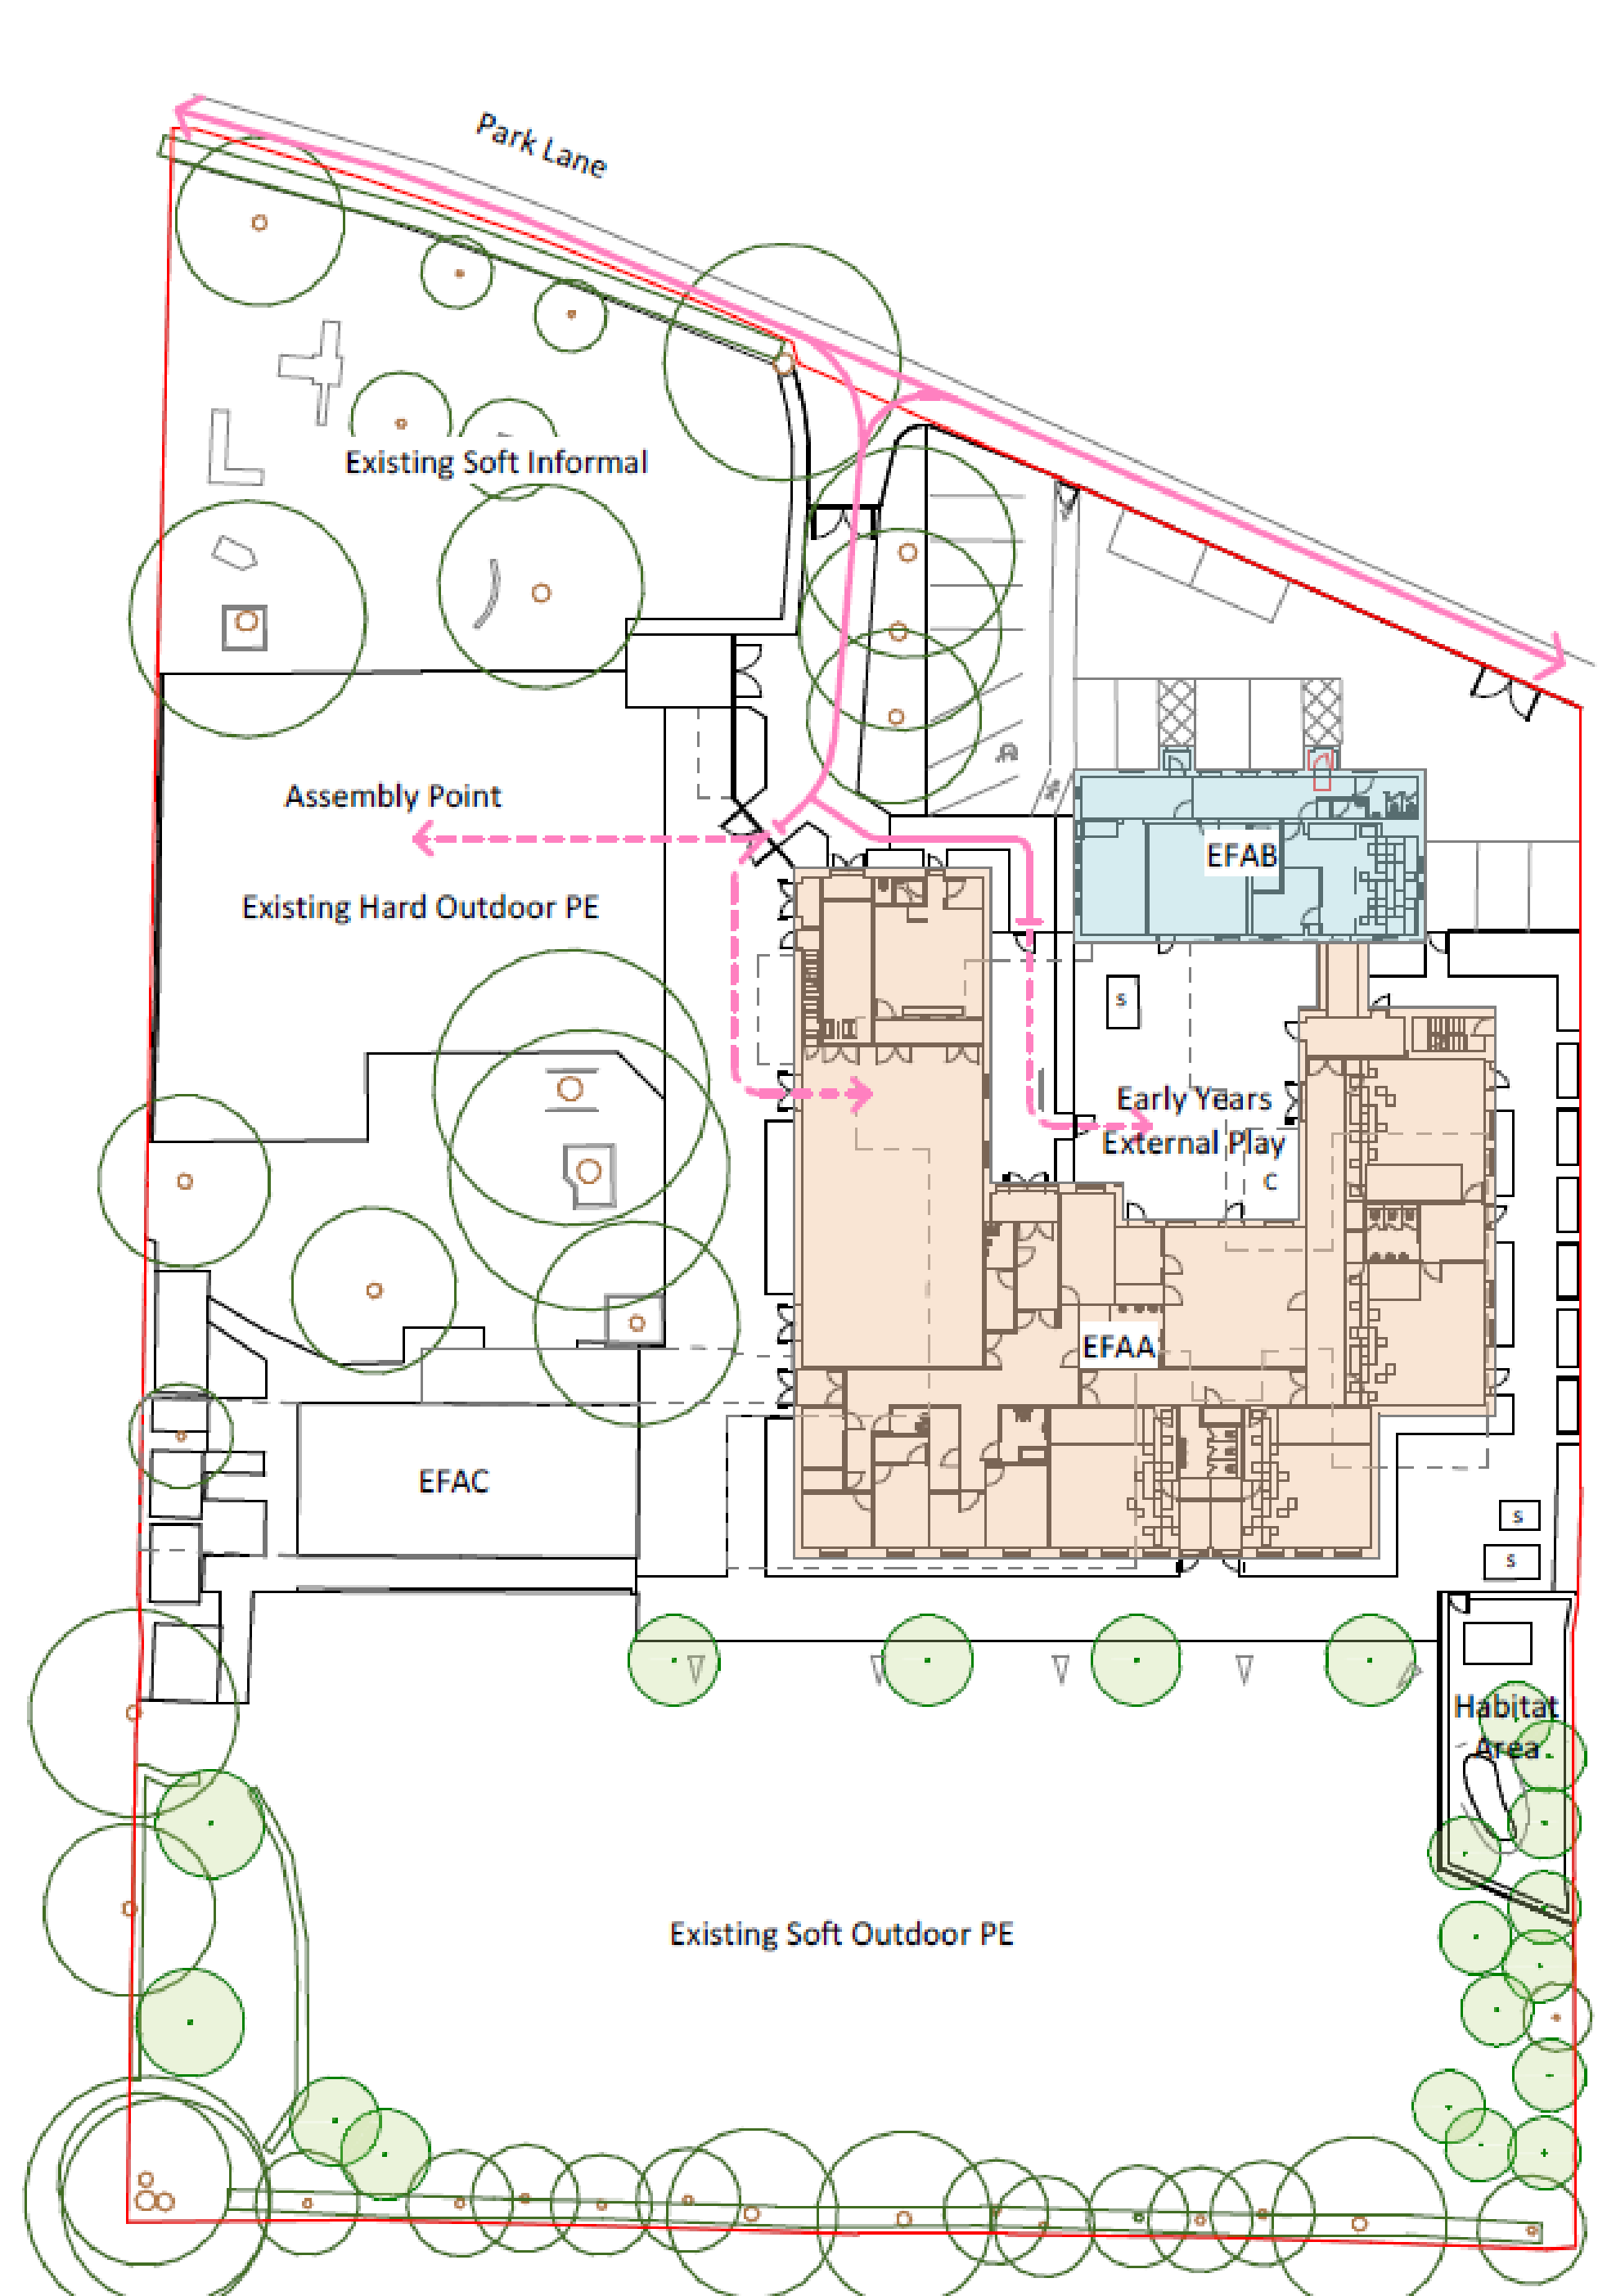 Park Lane
Existing Soft Informal
Assembly Point
EFAB
Existing Hard Outdoor PE
s
Early Years
External Play
C
EFAA
EFAC
s
s
Habitat
Area
Existing Soft Outdoor PE